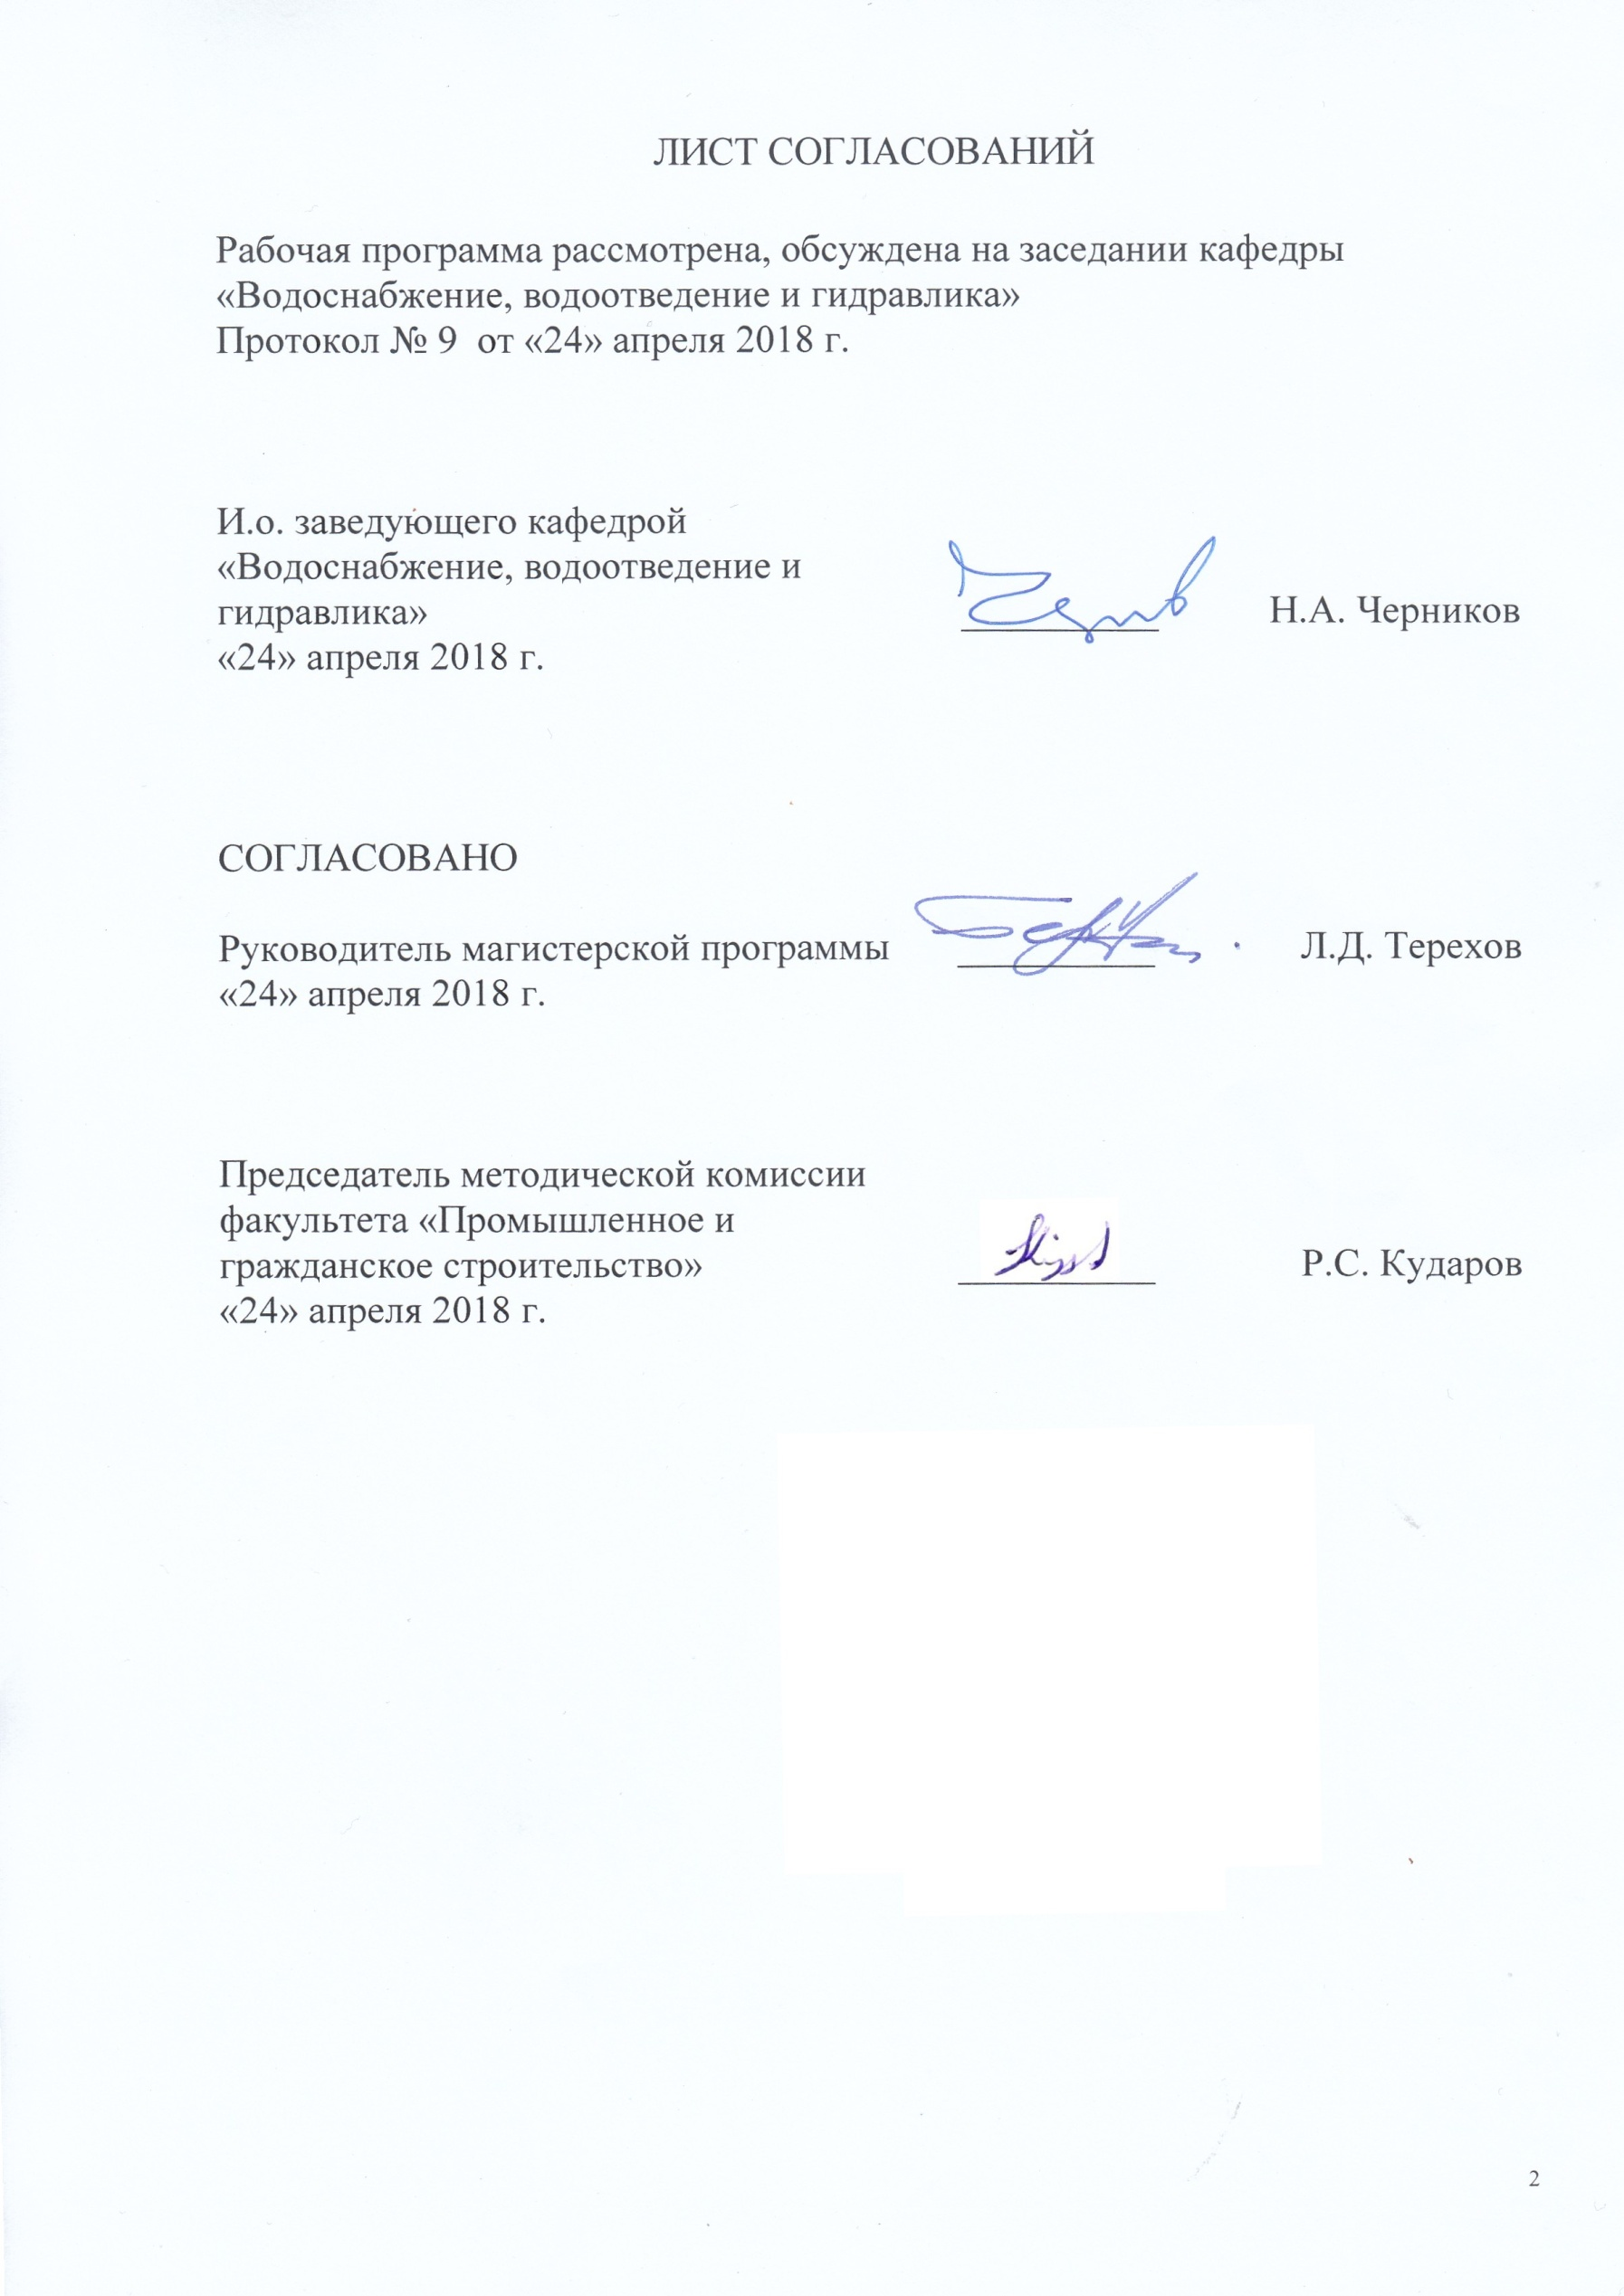 ЛИСТ СОГЛАСОВАНИЙ
Рабочая программа рассмотрена, обсуждена на заседании кафедры
«Водоснабжение, водоотведение и гидравлика»
Протокол № 9 от «24» апреля 2018 г.
И.о. заведующего кафедрой
«Водоснабжение, водоотведение и
гидравлика» Н.А. Черников
«24» апреля 2018 г.
СОГЛАСОВАНО
Руководитель магистерской программы Л.Д. Терехов
«24» апреля 2018 г.
Председатель методической комиссии
факультета «Промышленное и
гражданское строительство» Р.С. Кударов
«24» апреля 2018 г.
2